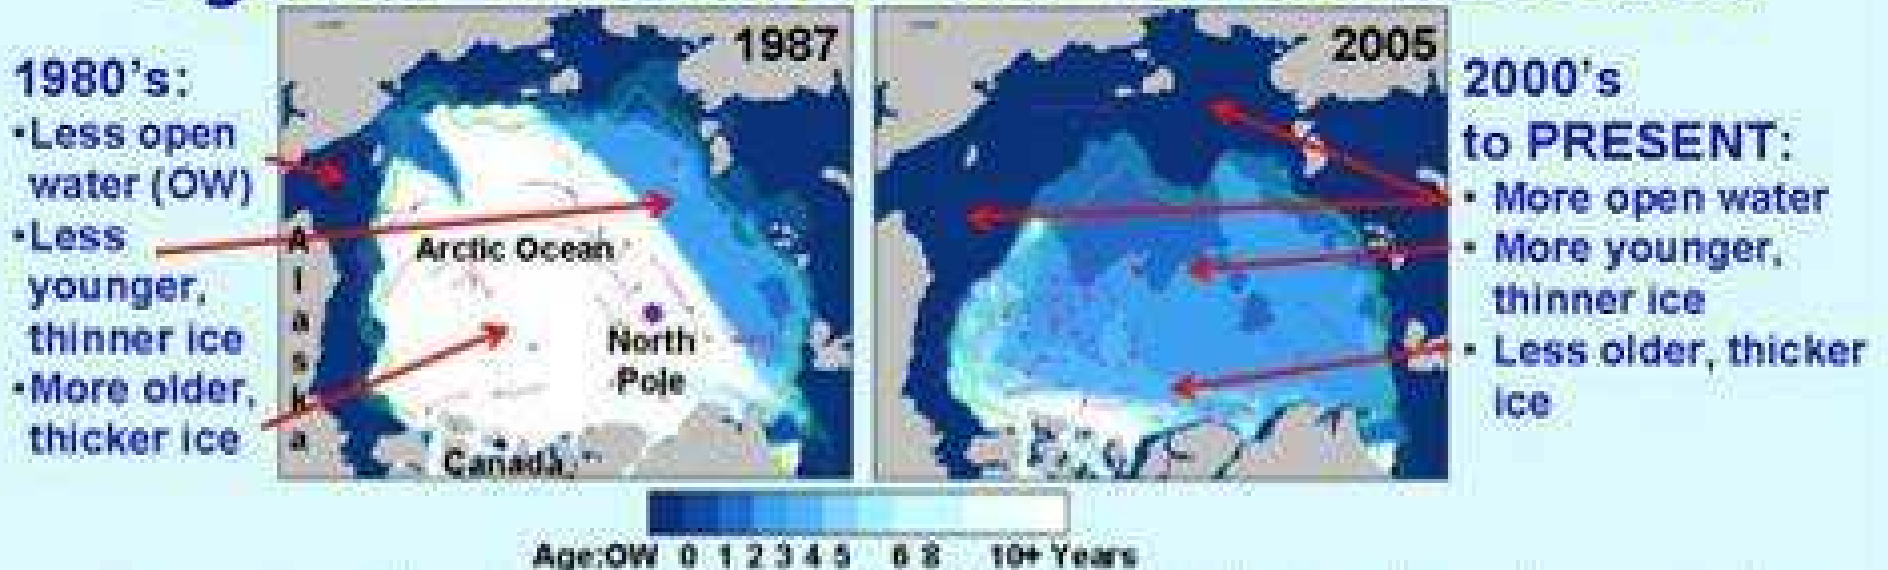 1980's:
•Less open
water (OW)
•Less
younger,
thinner ice
•More older,
thicker ice
1987
Alaska
Arctic Ocean
North
Pole
Canada
2005
2000's
to PRESENT:
• More open water
• More younger,
thinner ice
• Less older, thicker
ice
Age:OW 0 1 2 3 4 5 6 8 10+ Years